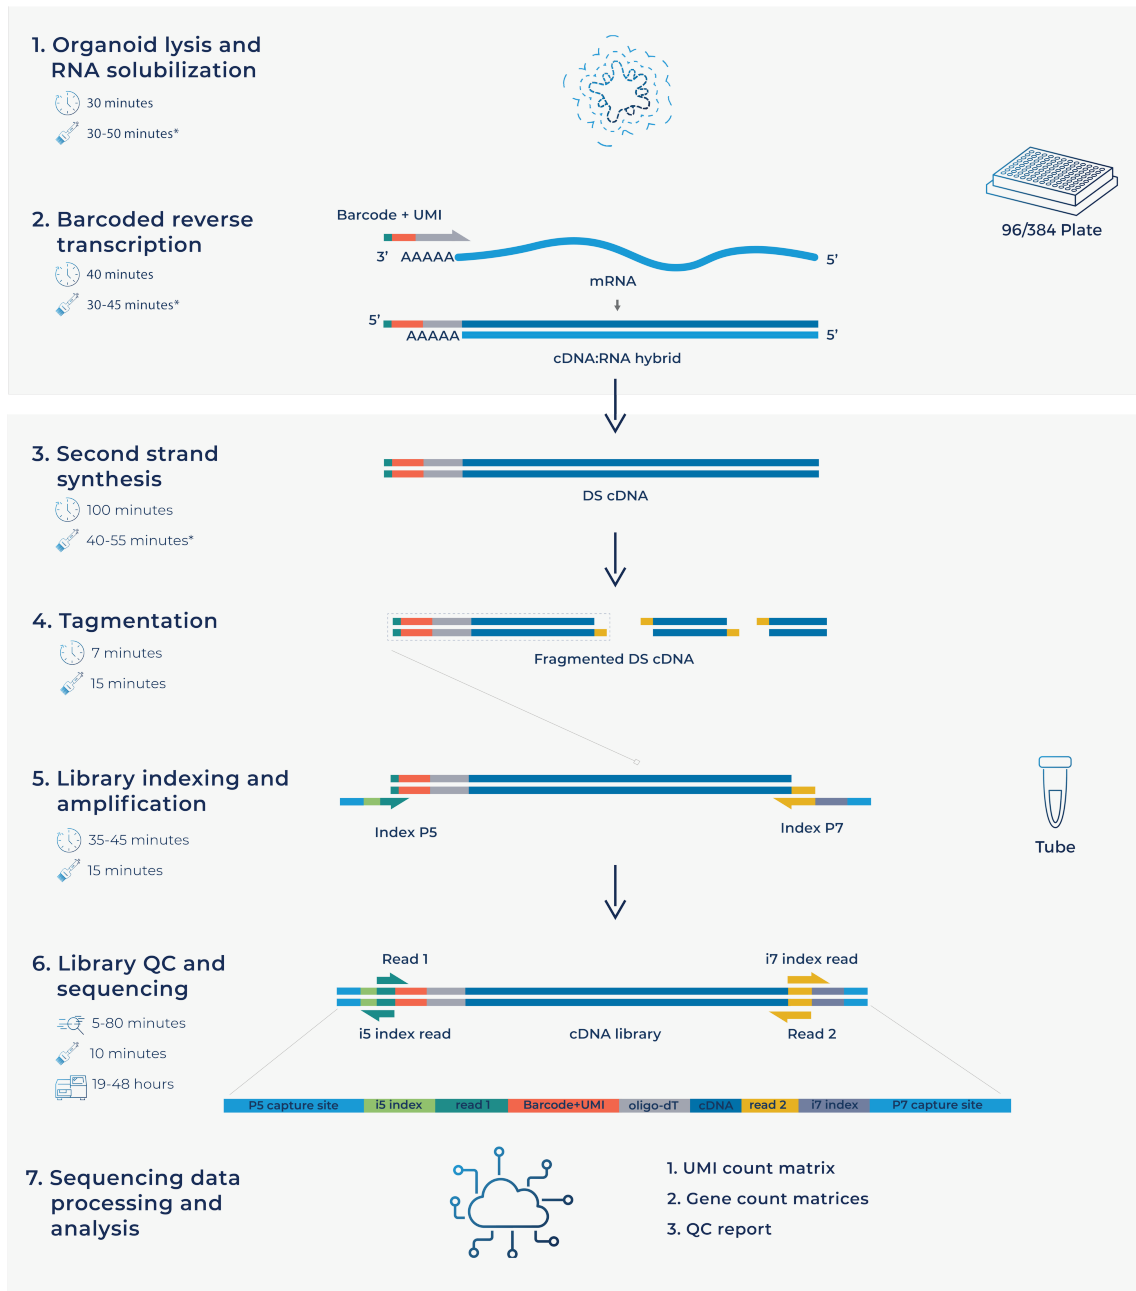 1. Organoid lysis and
RNA solubilization
30 minutes
30-50 minutes*
96/384 Plate
2. Barcoded reverse
transcription
40 minutes
30-45 minutes*
Barcode + UMI
3’ AAAAA
5’
mRNA
5’
AAAAA
5’
cDNA:RNA hybrid
3. Second strand
synthesis
100 minutes
40-55 minutes*
DS cDNA
4. Tagmentation
7 minutes
15 minutes
Fragmented DS cDNA
5. Library indexing and
amplification
35-45 minutes
15 minutes
Index P5
Index P7
Tube
6. Library QC and
sequencing
5-80 minutes
10 minutes
19-48 hours
Read 1
i7 index read
i5 index read
cDNA library
Read 2
P5 capture site i5 index read 1 Barcode+UMI oligo-dT cDNA read 2 i7 index P7 capture site
7. Sequencing data
processing and
analysis
1. UMI count matrix
2. Gene count matrices
3. QC report